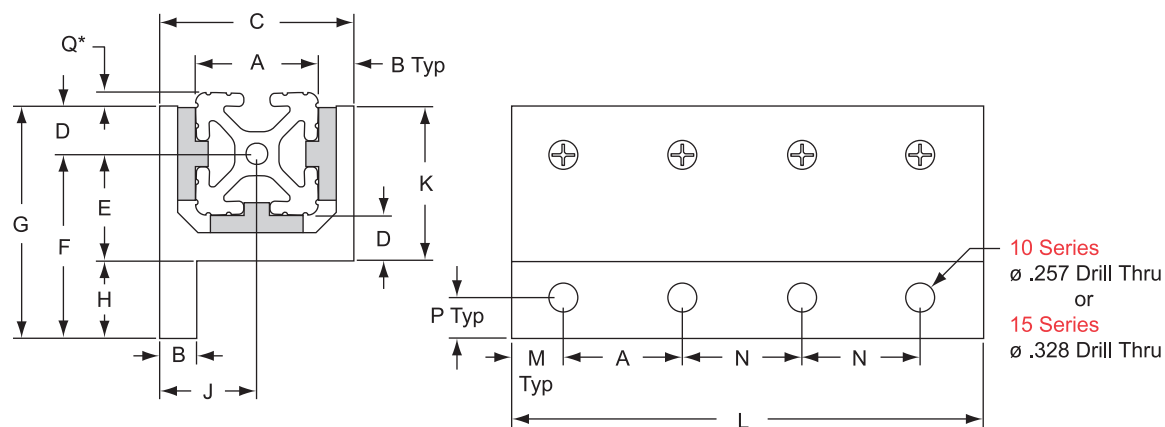 C
Q*
A
B Typ
D
K
E
G
F
D
H
B
J
10 Series
ø .257 Drill Thru
or
15 Series
ø .328 Drill Thru
P Typ
M
Typ
A
N
N
L